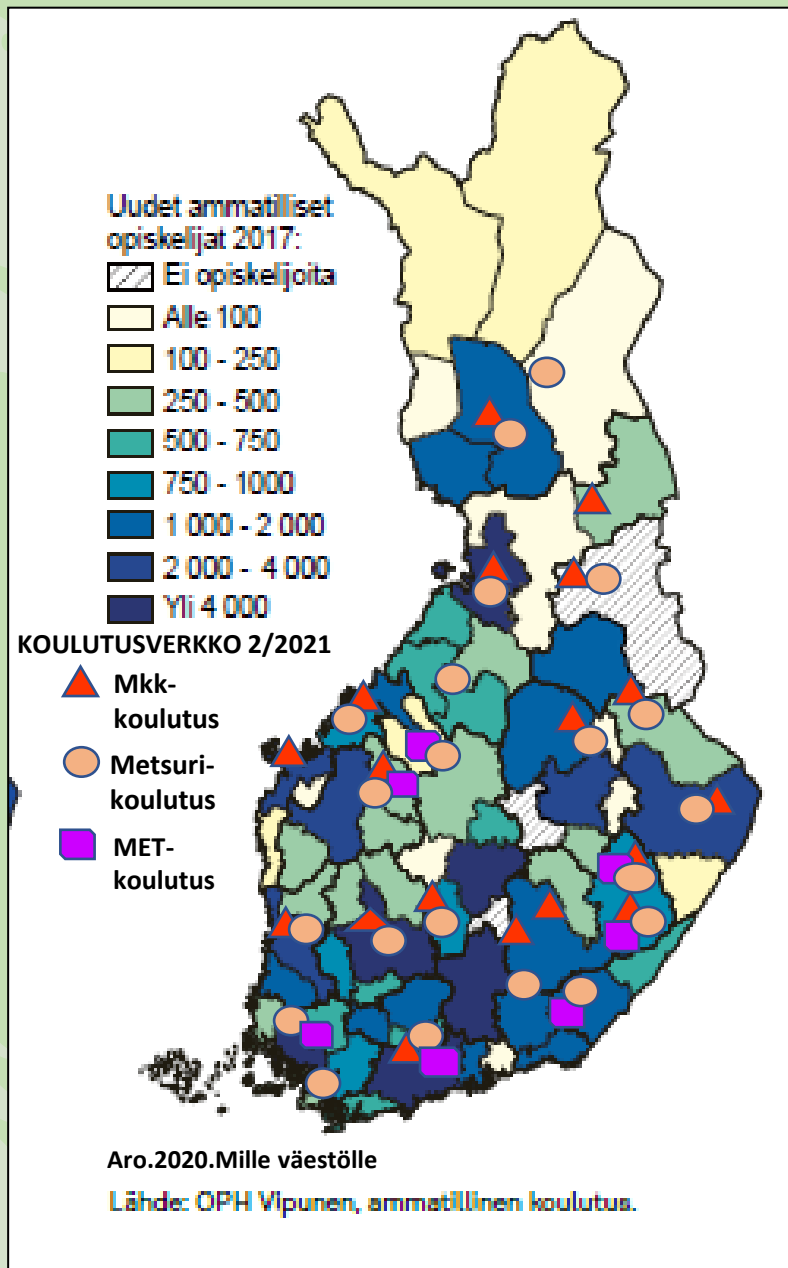 Uudet ammatilliset
opiskelijat 2017:
Ei opiskelijoita
Alle 100
100 - 250
250 - 500
500 - 750
750 - 1000
1 000 - 2 000
2 000 - 4 000
Yli 4 000
KOULUTUSVERKKO 2/2021
Mkk-
koulutus
Metsuri-
koulutus
MET-
koulutus
Aro.2020.Mille väestölle
Lähde: OPH Vipunen, ammatillinen koulutus.